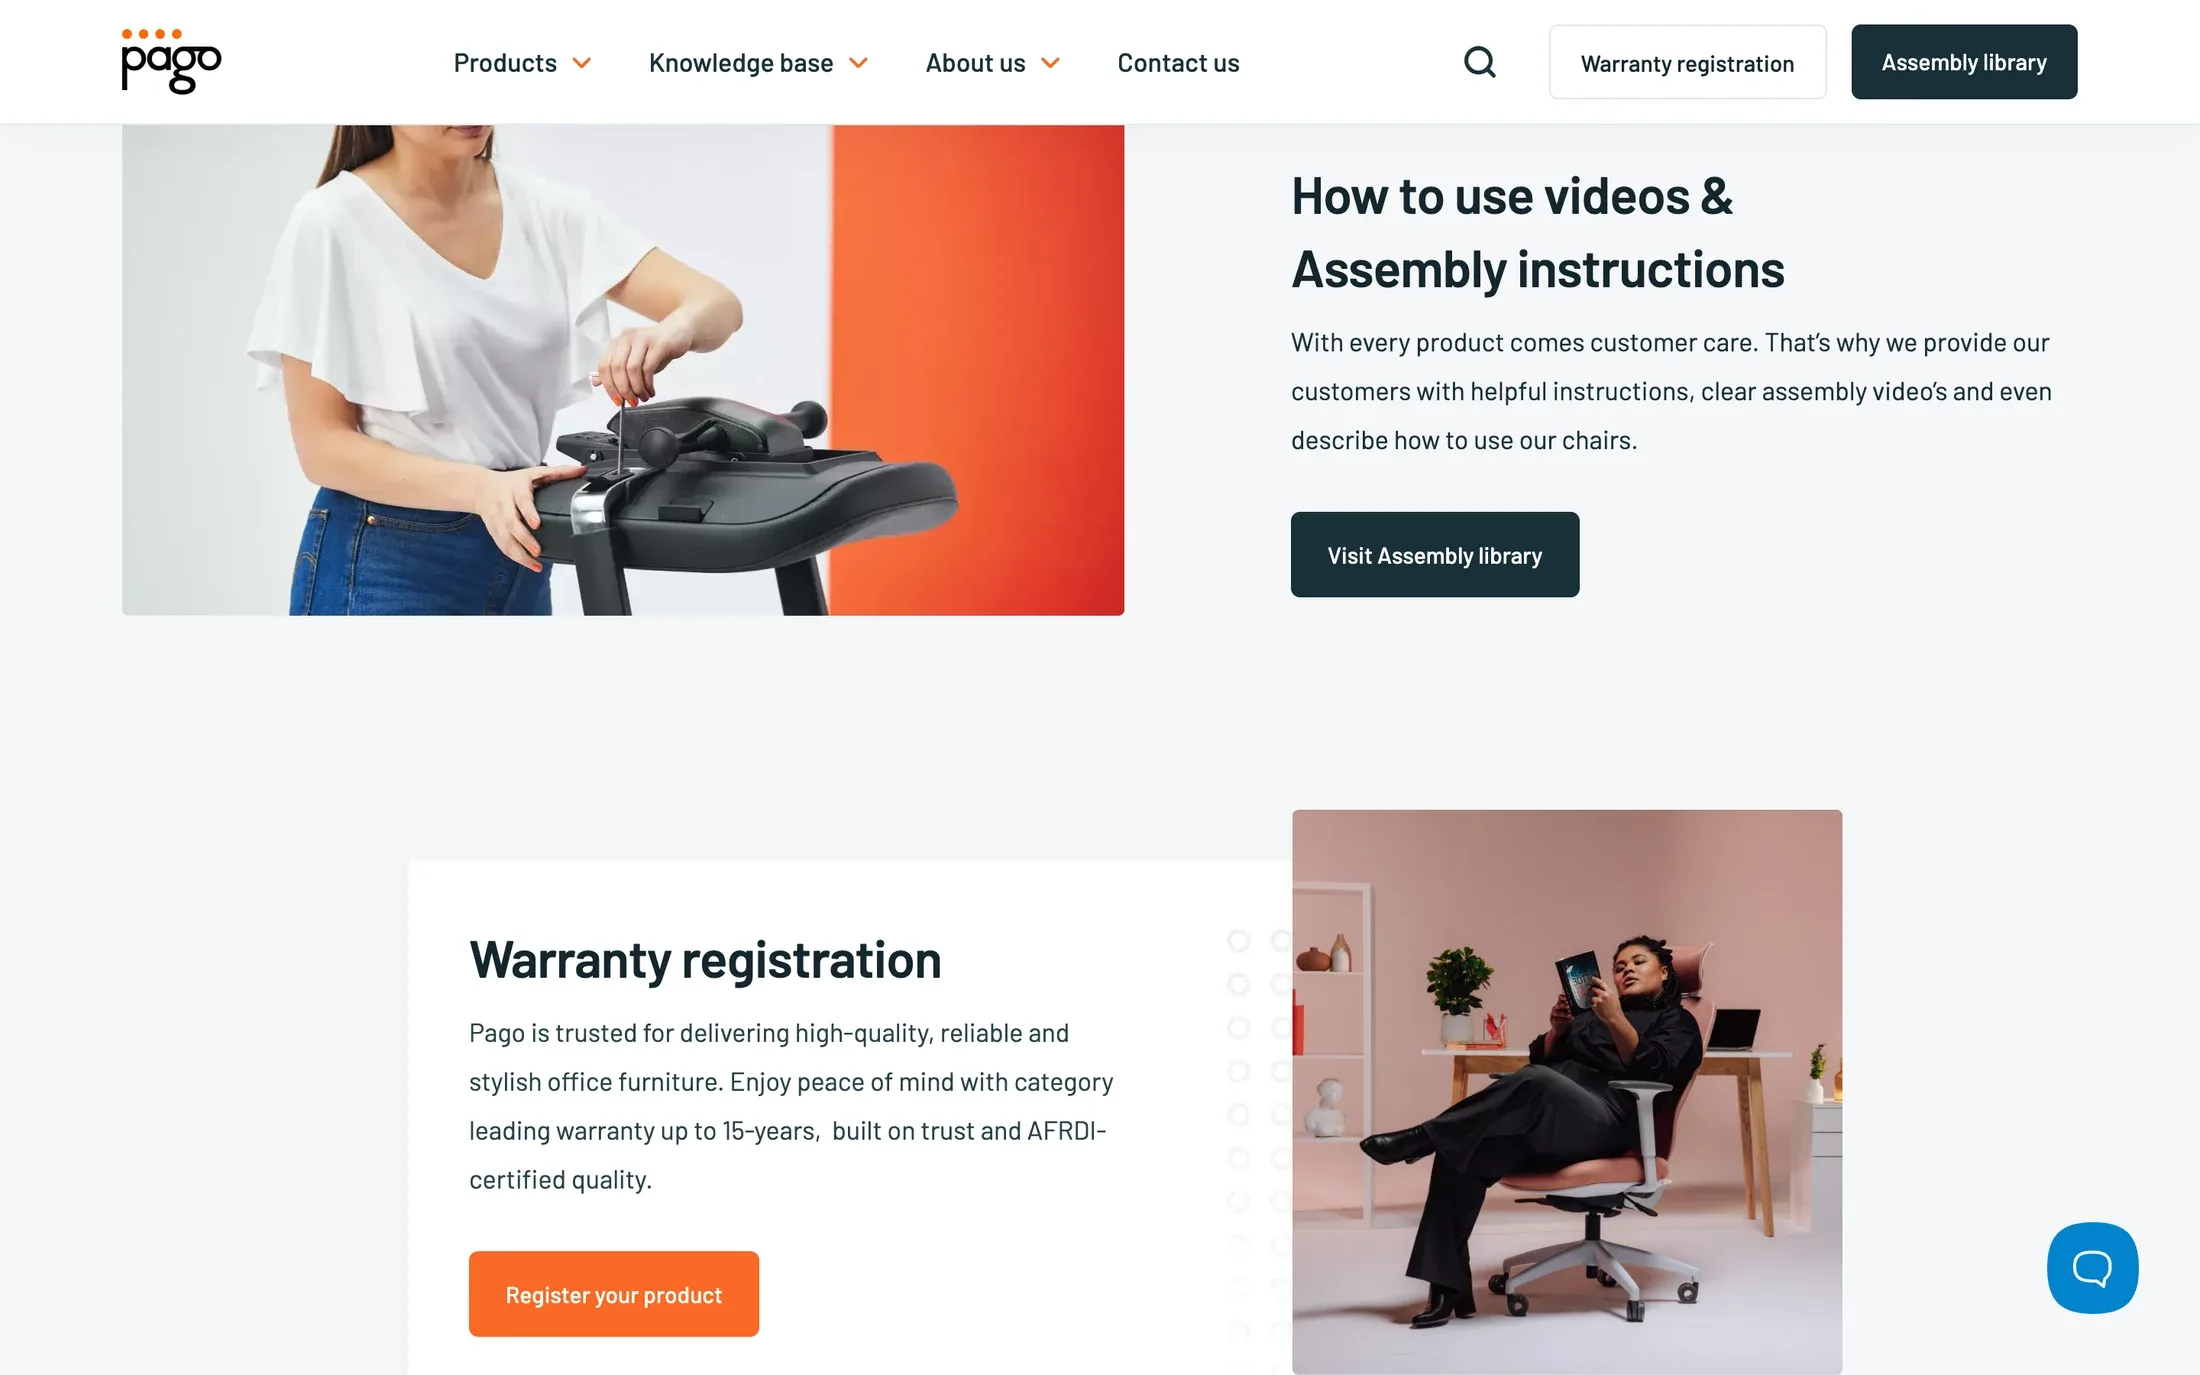 pago
Products
Knowledge base
About us
Contact us
Warranty registration
Assembly library
How to use videos &
Assembly instructions
With every product comes customer care. That’s why we provide our
customers with helpful instructions, clear assembly video’s and even
describe how to use our chairs.
Visit Assembly library
Warranty registration
Pago is trusted for delivering high-quality, reliable and
stylish office furniture. Enjoy peace of mind with category
leading warranty up to 15-years,  built on trust and AFRDI-
certified quality.
Register your product